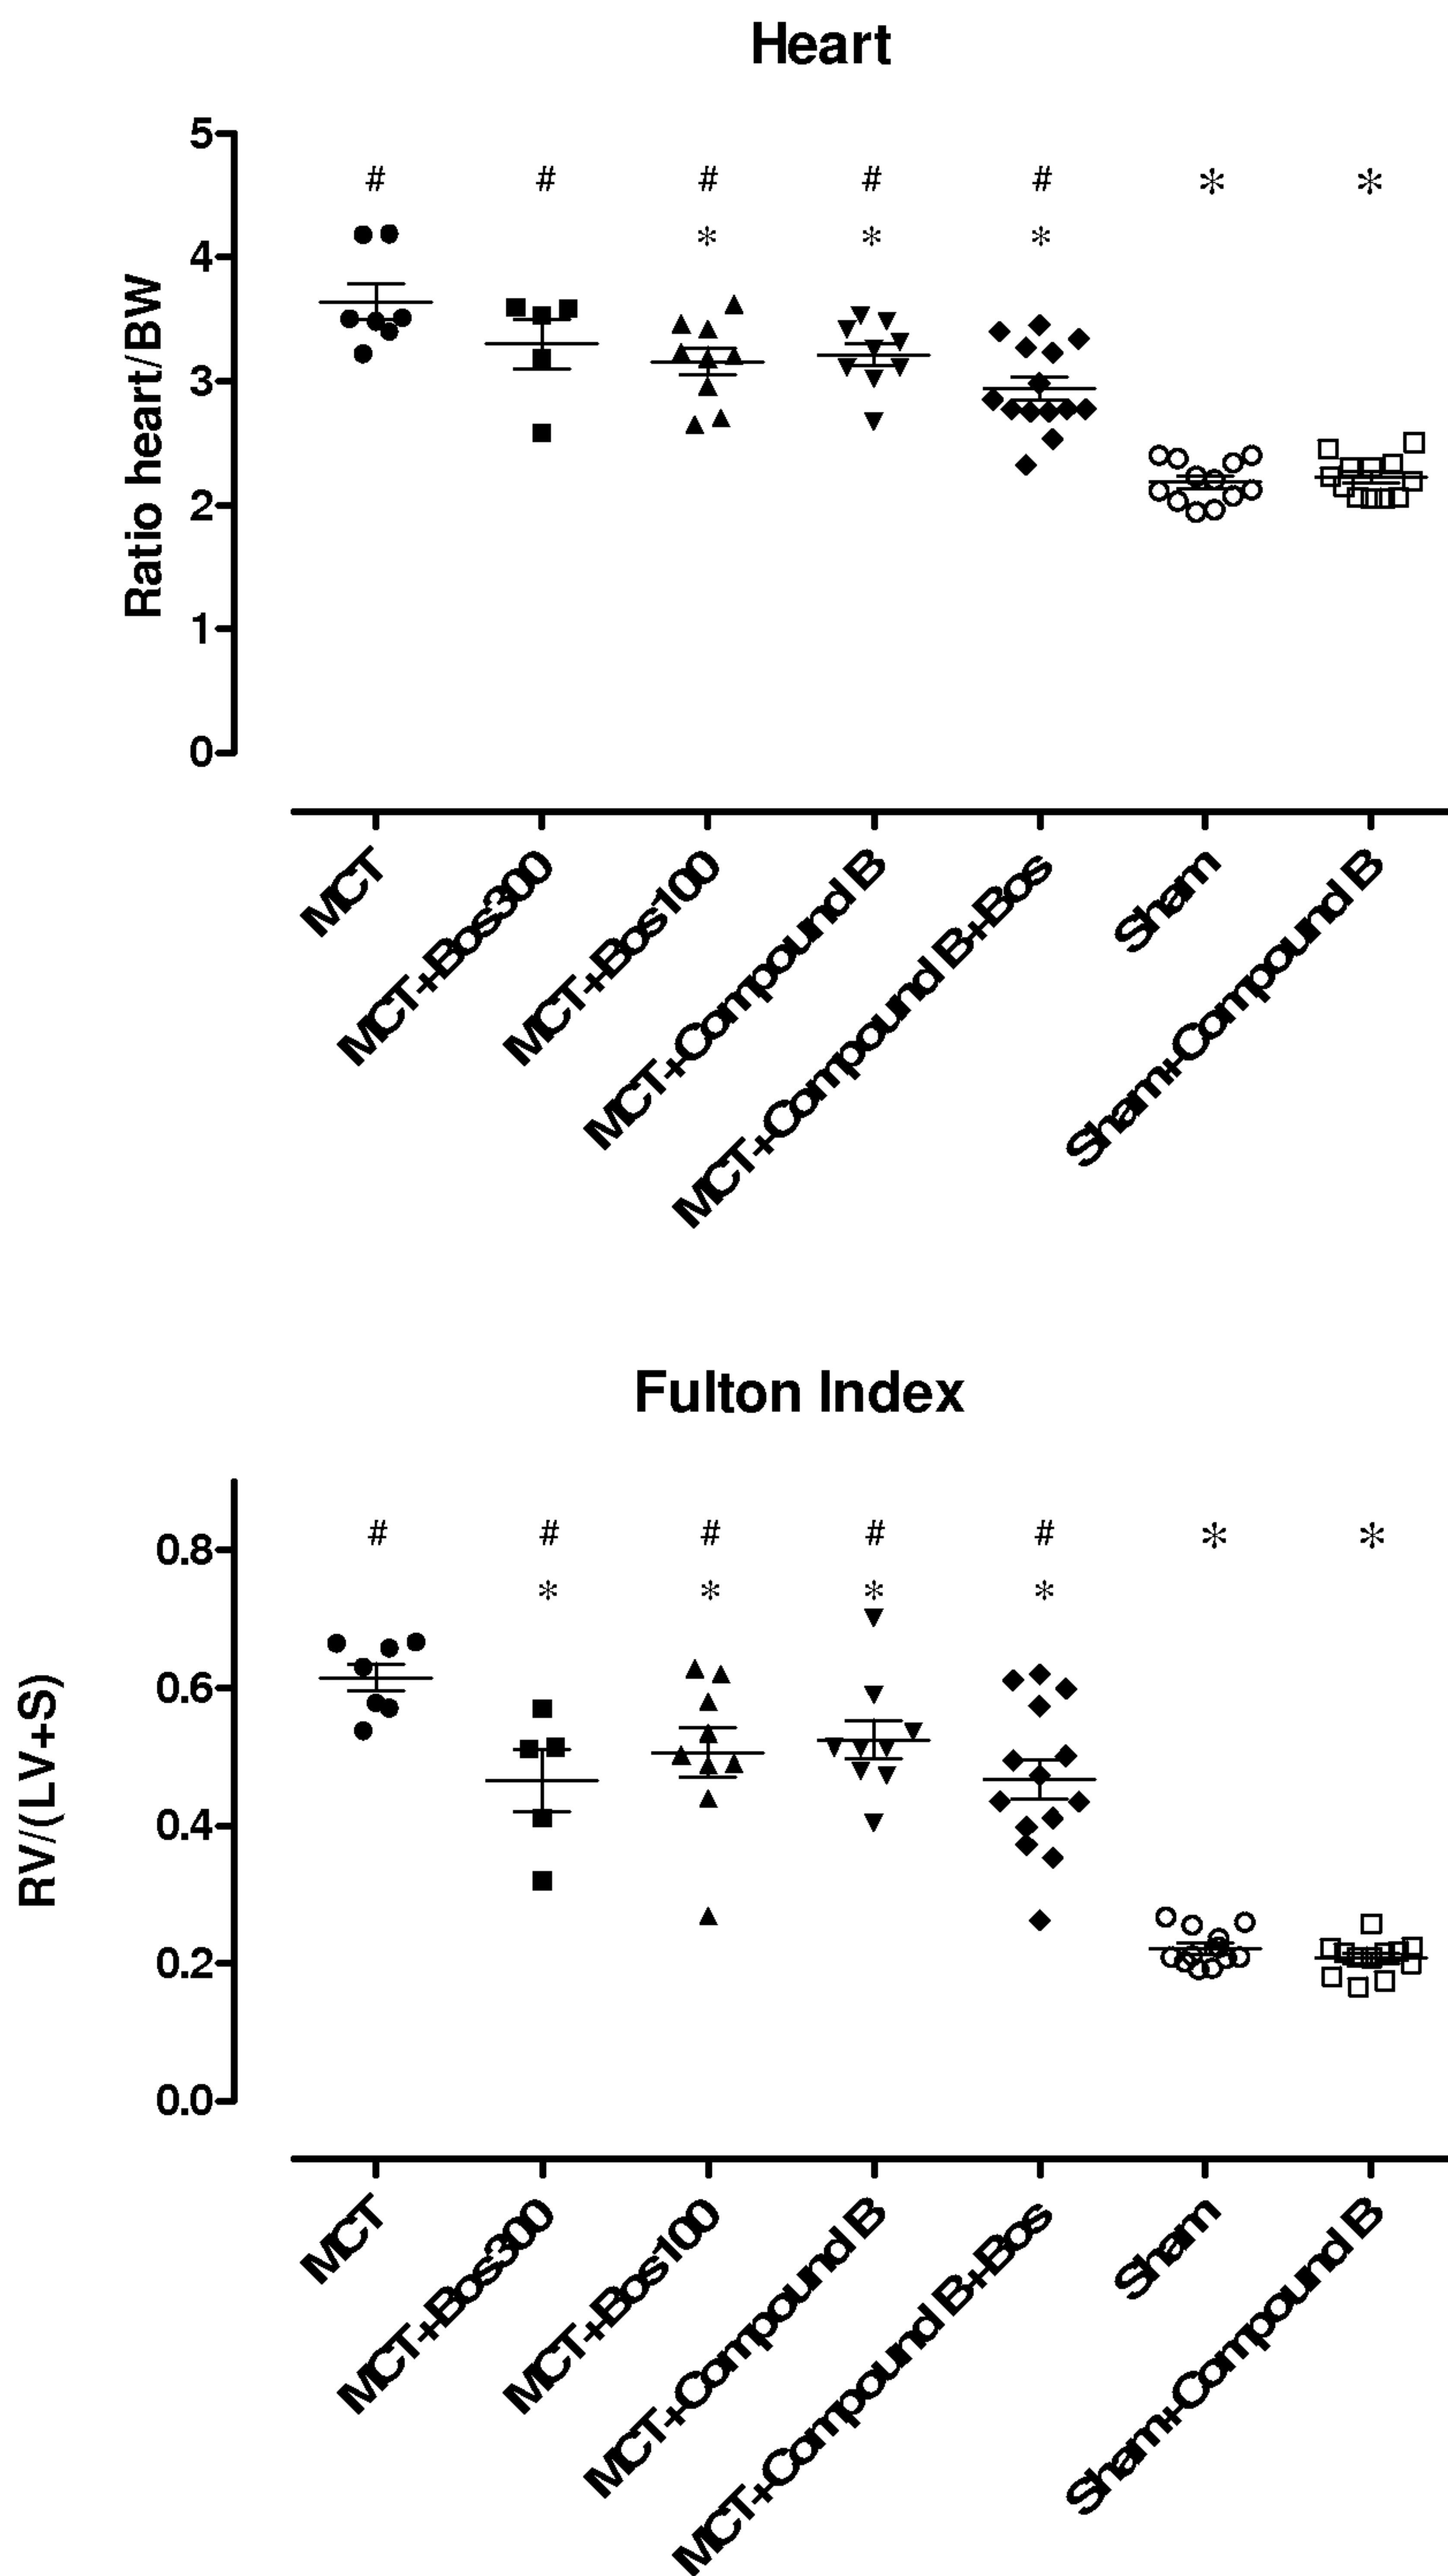 Heart
Ratio heart/BW
5
4
3
2
1
0
# # # # # * *
* * *
MCT
MCT+Bos300
MCT+Bos100
MCT+Compound B
MCT+Compound B+Bos
Sham
Sham+Compound B
Fulton Index
RV/(LV+S)
0.8
0.6
0.4
0.2
0.0
# # # # # * *
* * * *
MCT
MCT+Bos300
MCT+Bos100
MCT+Compound B
MCT+Compound B+Bos
Sham
Sham+Compound B